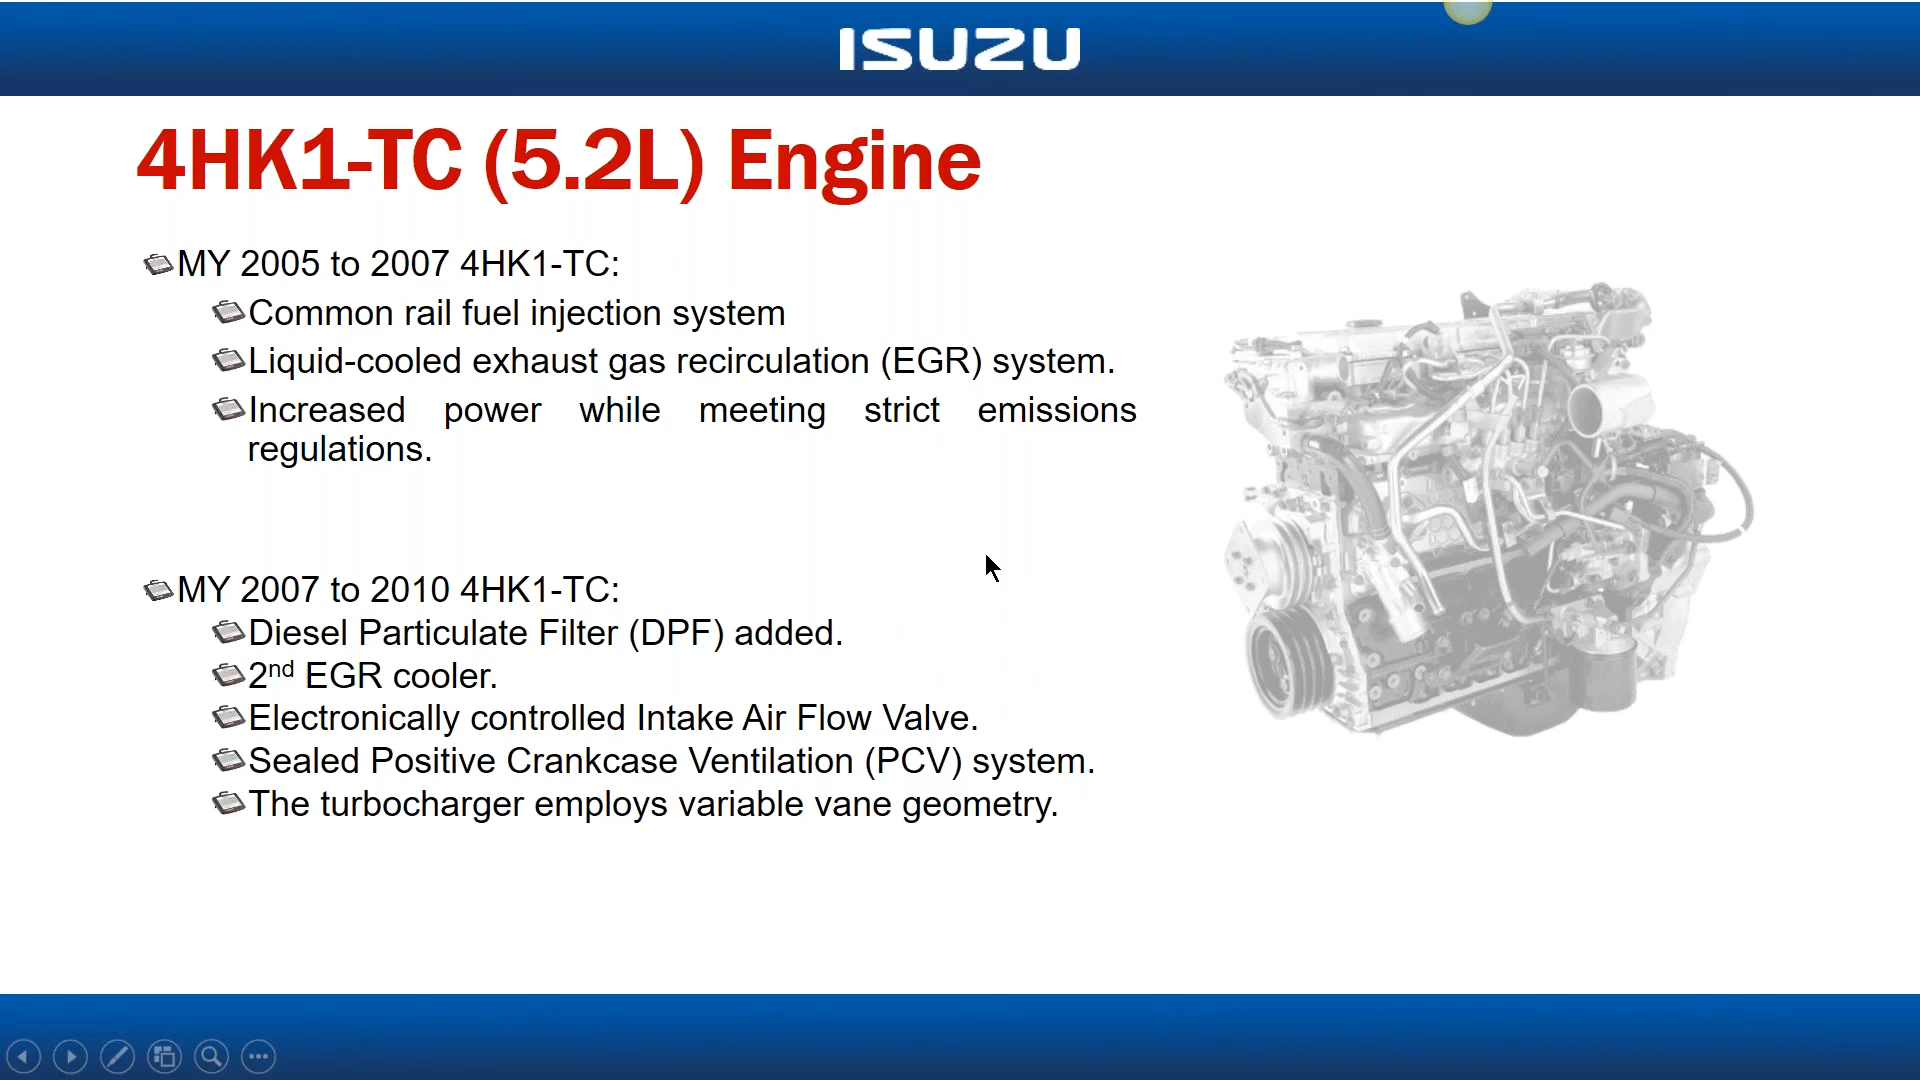 ISUZU
4HK1-TC (5.2L) Engine
MY 2005 to 2007 4HK1-TC:
Common rail fuel injection system
Liquid-cooled exhaust gas recirculation (EGR) system.
Increased power while meeting strict emissions
regulations.
MY 2007 to 2010 4HK1-TC:
Diesel Particulate Filter (DPF) added.
2nd EGR cooler.
Electronically controlled Intake Air Flow Valve.
Sealed Positive Crankcase Ventilation (PCV) system.
The turbocharger employs variable vane geometry.